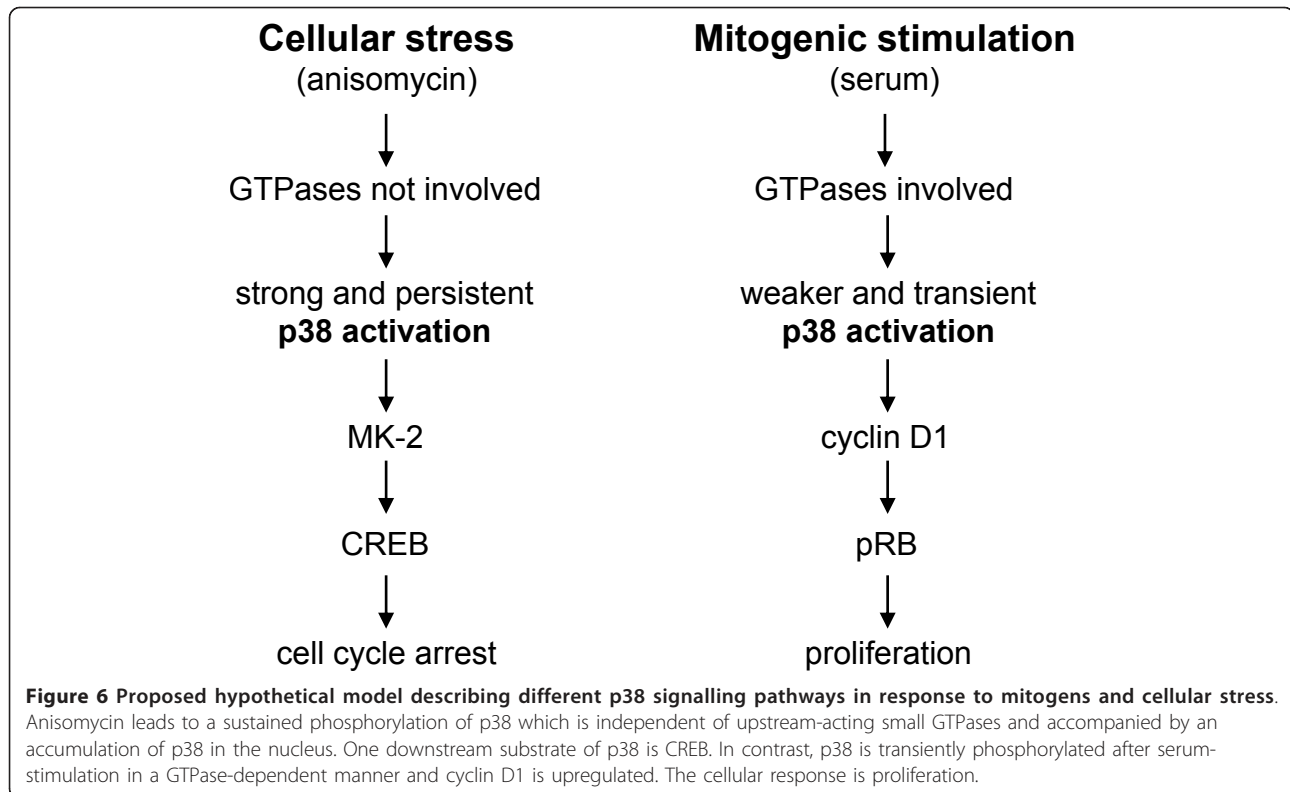 Cellular stress
(anisomycin)
GTPases not involved
strong and persistent
p38 activation
MK-2
CREB
cell cycle arrest
Mitogenic stimulation
(serum)
GTPases involved
weaker and transient
p38 activation
cyclin D1
pRB
proliferation
Figure 6 Proposed hypothetical model describing different p38 signalling pathways in response to mitogens and cellular stress.
Anisomycin leads to a sustained phosphorylation of p38 which is independent of upstream-acting small GTPases and accompanied by an
accumulation of p38 in the nucleus. One downstream substrate of p38 is CREB. In contrast, p38 is transiently phosphorylated after serum-
stimulation in a GTPase-dependent manner and cyclin D1 is upregulated. The cellular response is proliferation.